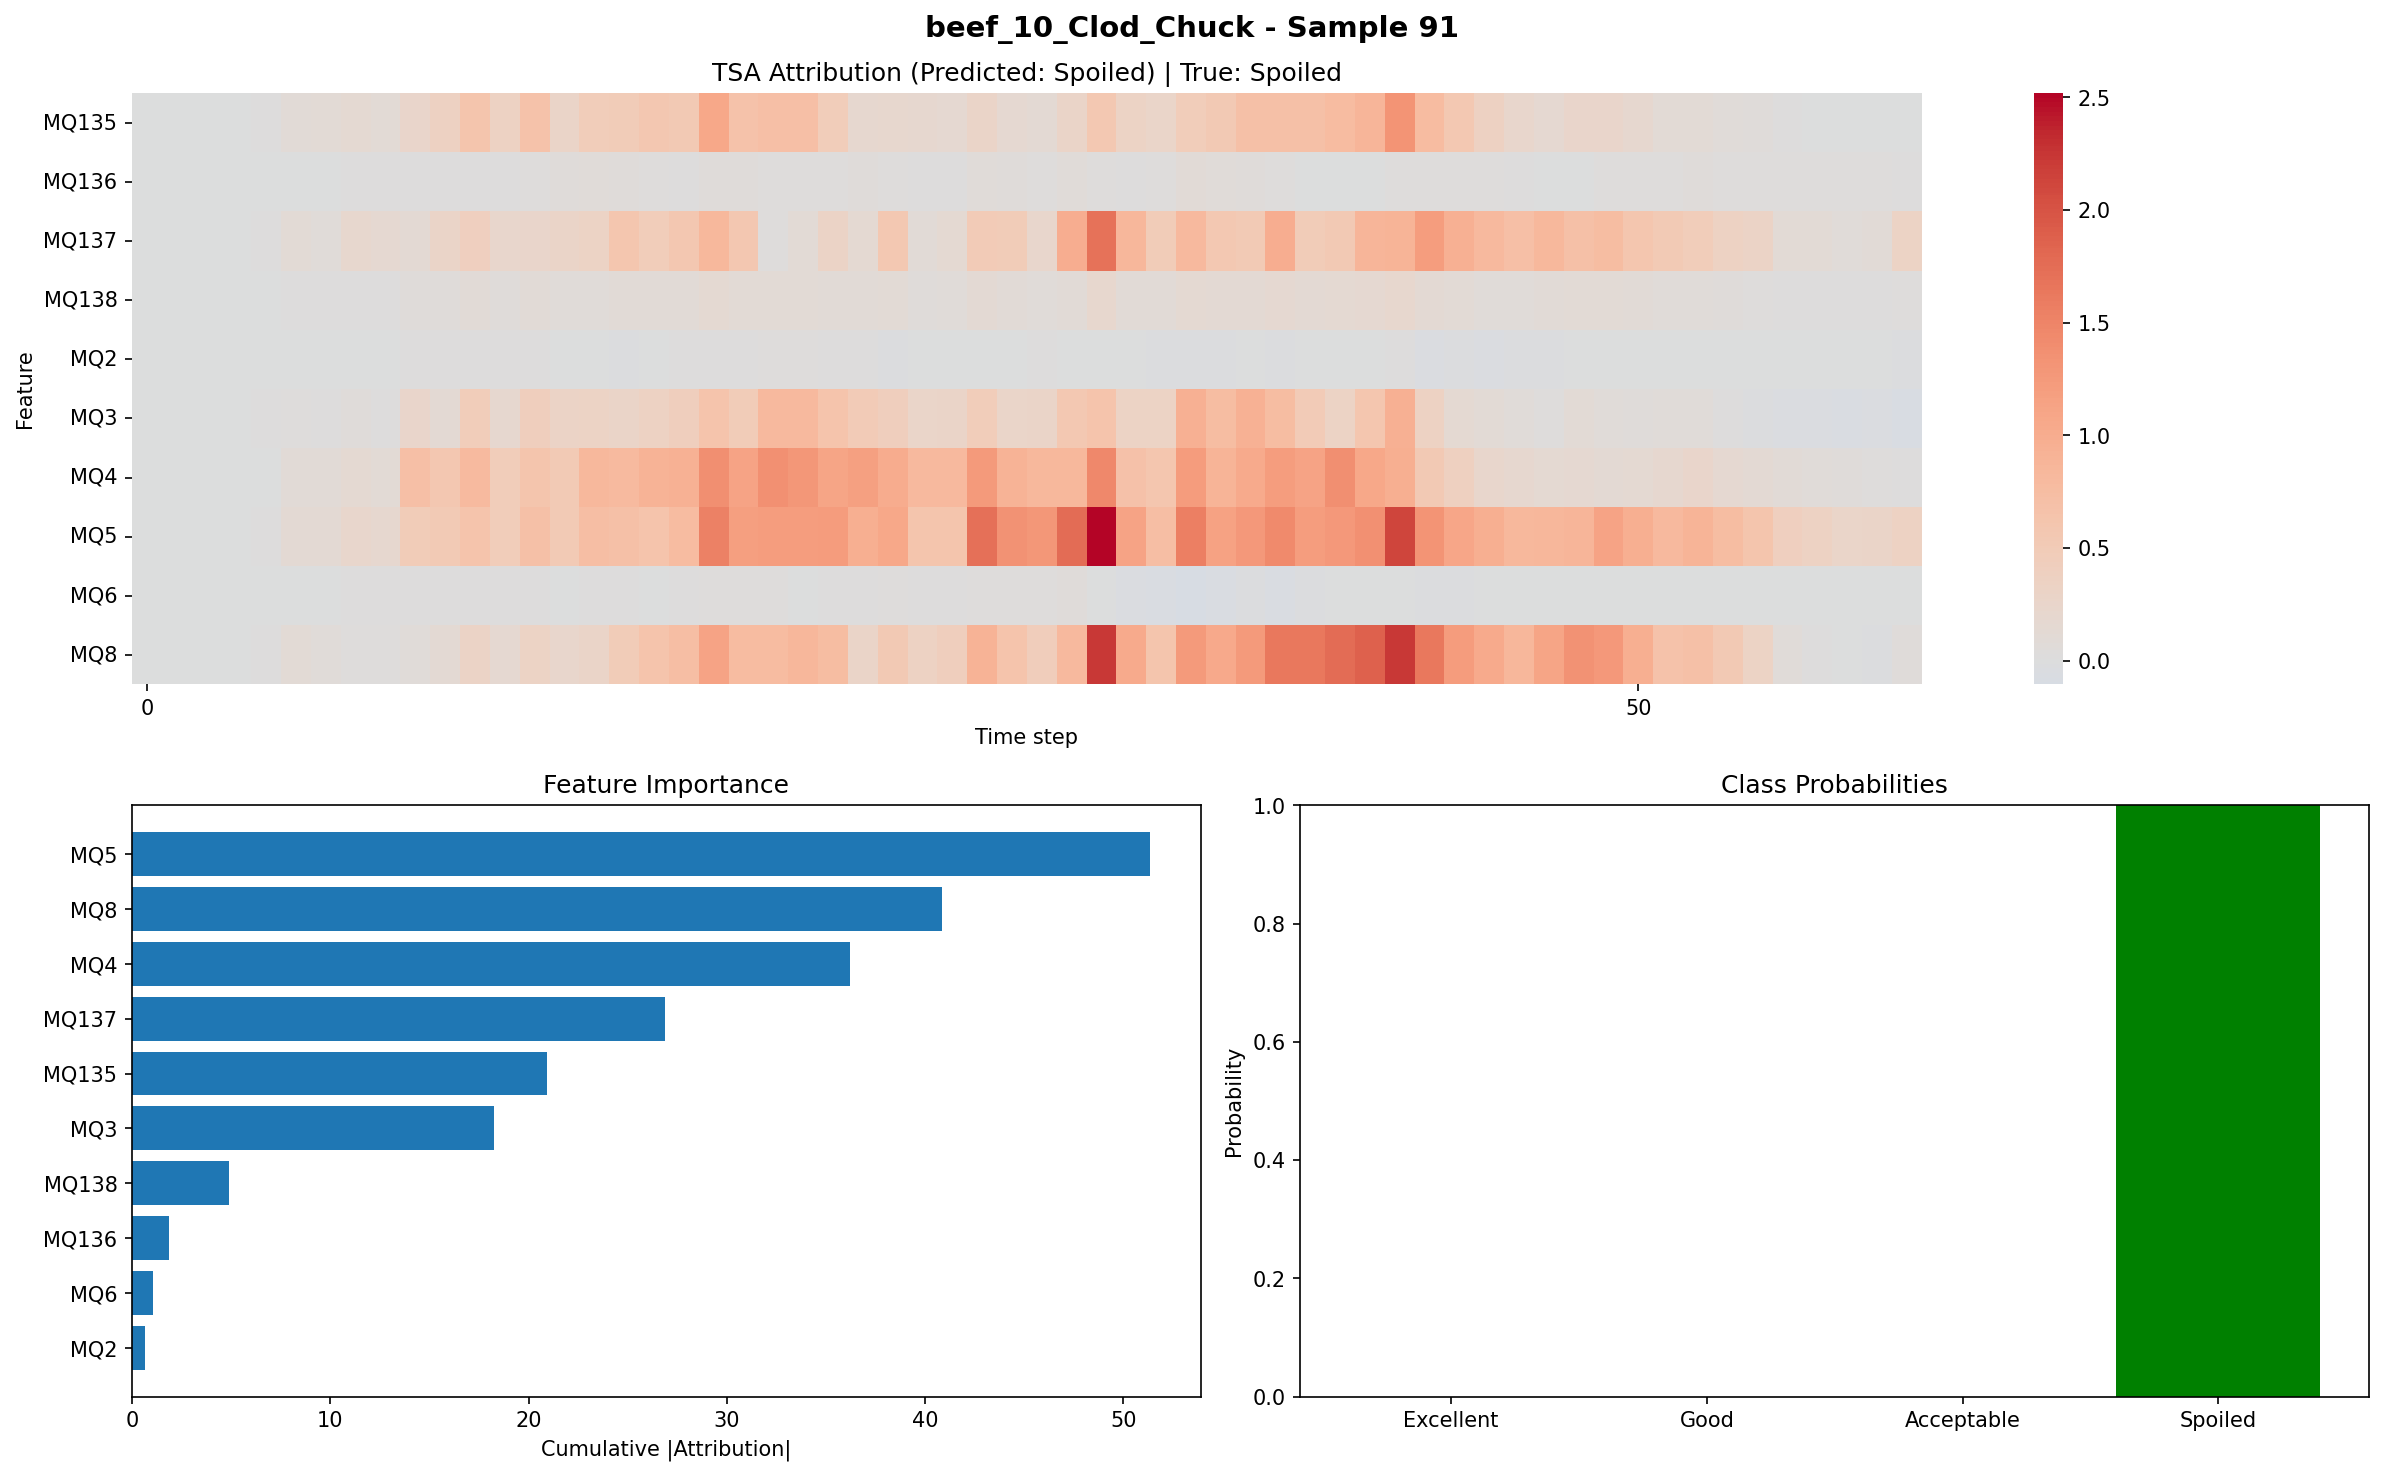 beef_10_Clod_Chuck - Sample 91
TSA Attribution (Predicted: Spoiled) | True: Spoiled
Feature
MQ135
MQ136
MQ137
MQ138
MQ2
MQ3
MQ4
MQ5
MQ6
MQ8
0
50
Time step
2.5
2.0
1.5
1.0
0.5
0.0
Feature Importance
MQ5
MQ8
MQ4
MQ137
MQ135
MQ3
MQ138
MQ136
MQ6
MQ2
0
10
20
30
40
50
Cumulative |Attribution|
Class Probabilities
Probability
1.0
0.8
0.6
0.4
0.2
0.0
Excellent
Good
Acceptable
Spoiled